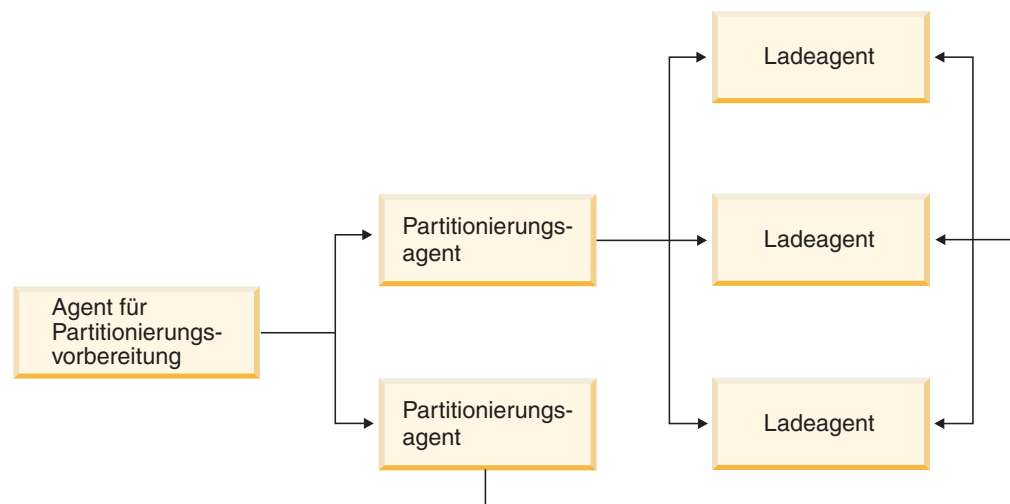 Agent für
Partitionierungs-
vorbereitung
Partitionierungs-
agent
Partitionierungs-
agent
Ladeagent
Ladeagent
Ladeagent